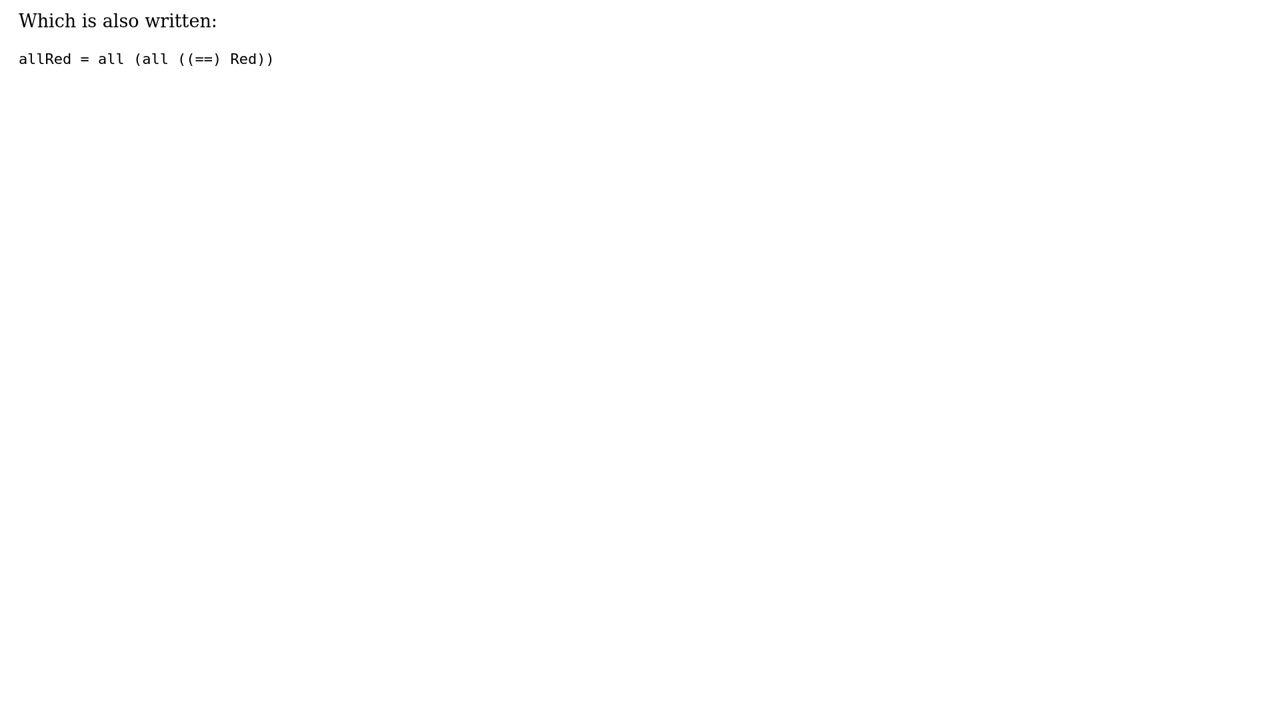 Which is also written:
allRed = all (all ((==) Red))